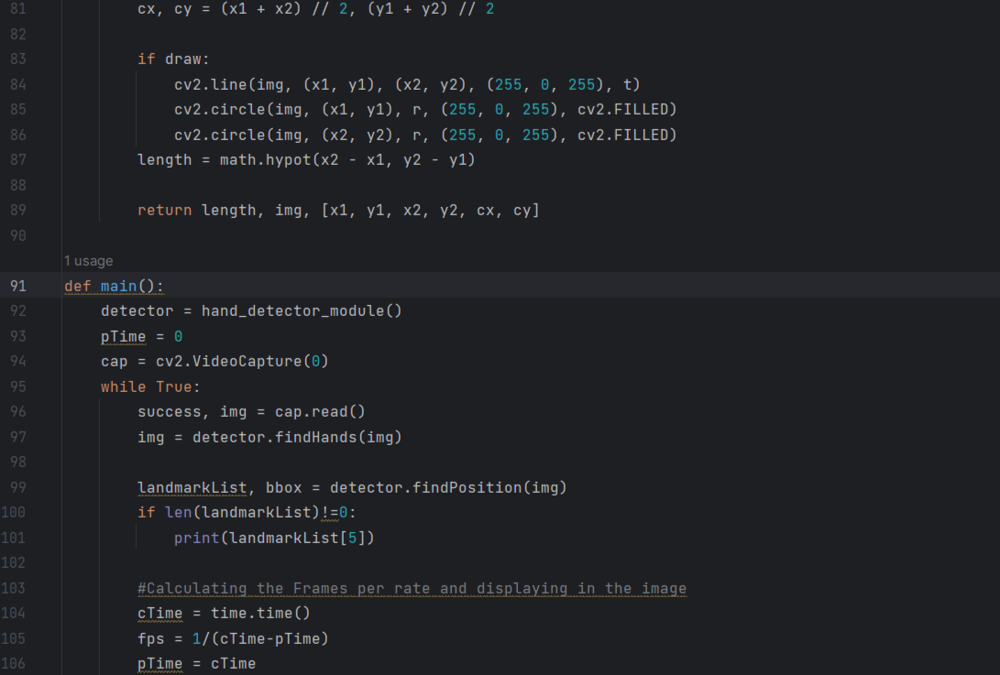 81 cx, cy = (x1 + x2) // 2, (y1 + y2) // 2
82
83 if draw:
84 cv2.line(img, (x1, y1), (x2, y2), (255, 0, 255), t)
85 cv2.circle(img, (x1, y1), r, (255, 0, 255), cv2.FILLED)
86 cv2.circle(img, (x2, y2), r, (255, 0, 255), cv2.FILLED)
87 length = math.hypot(x2 - x1, y2 - y1)
88
89 return length, img, [x1, y1, x2, y2, cx, cy]
90
1 usage
91 def main():
92 detector = hand_detector_module()
93 pTime = 0
94 cap = cv2.VideoCapture(0)
95 while True:
96 success, img = cap.read()
97 img = detector.findHands(img)
98
99 landmarkList, bbox = detector.findPosition(img)
100 if len(landmarkList)!=0:
101 print(landmarkList[5])
102
103 #Calculating the Frames per rate and displaying in the image
104 cTime = time.time()
105 fps = 1/(cTime-pTime)
106 pTime = cTime